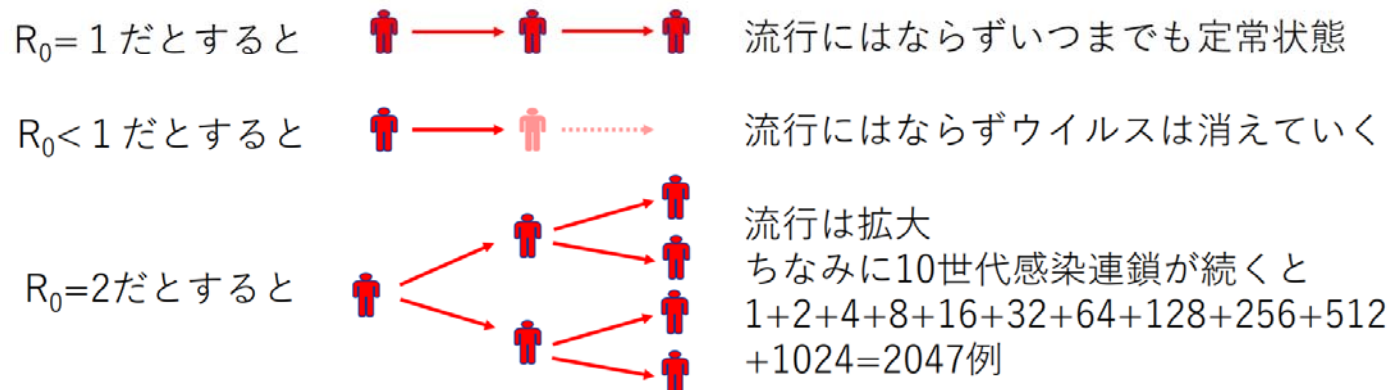 R₀= 1 だとすると
流行にはならずいつまでも定常状態
R₀< 1 だとすると
流行にはならずウイルスは消えていく
R₀=2だとすると
流行は拡大
ちなみに10世代感染連鎖が続くと
1+2+4+8+16+32+64+128+256+512
+1024=2047例